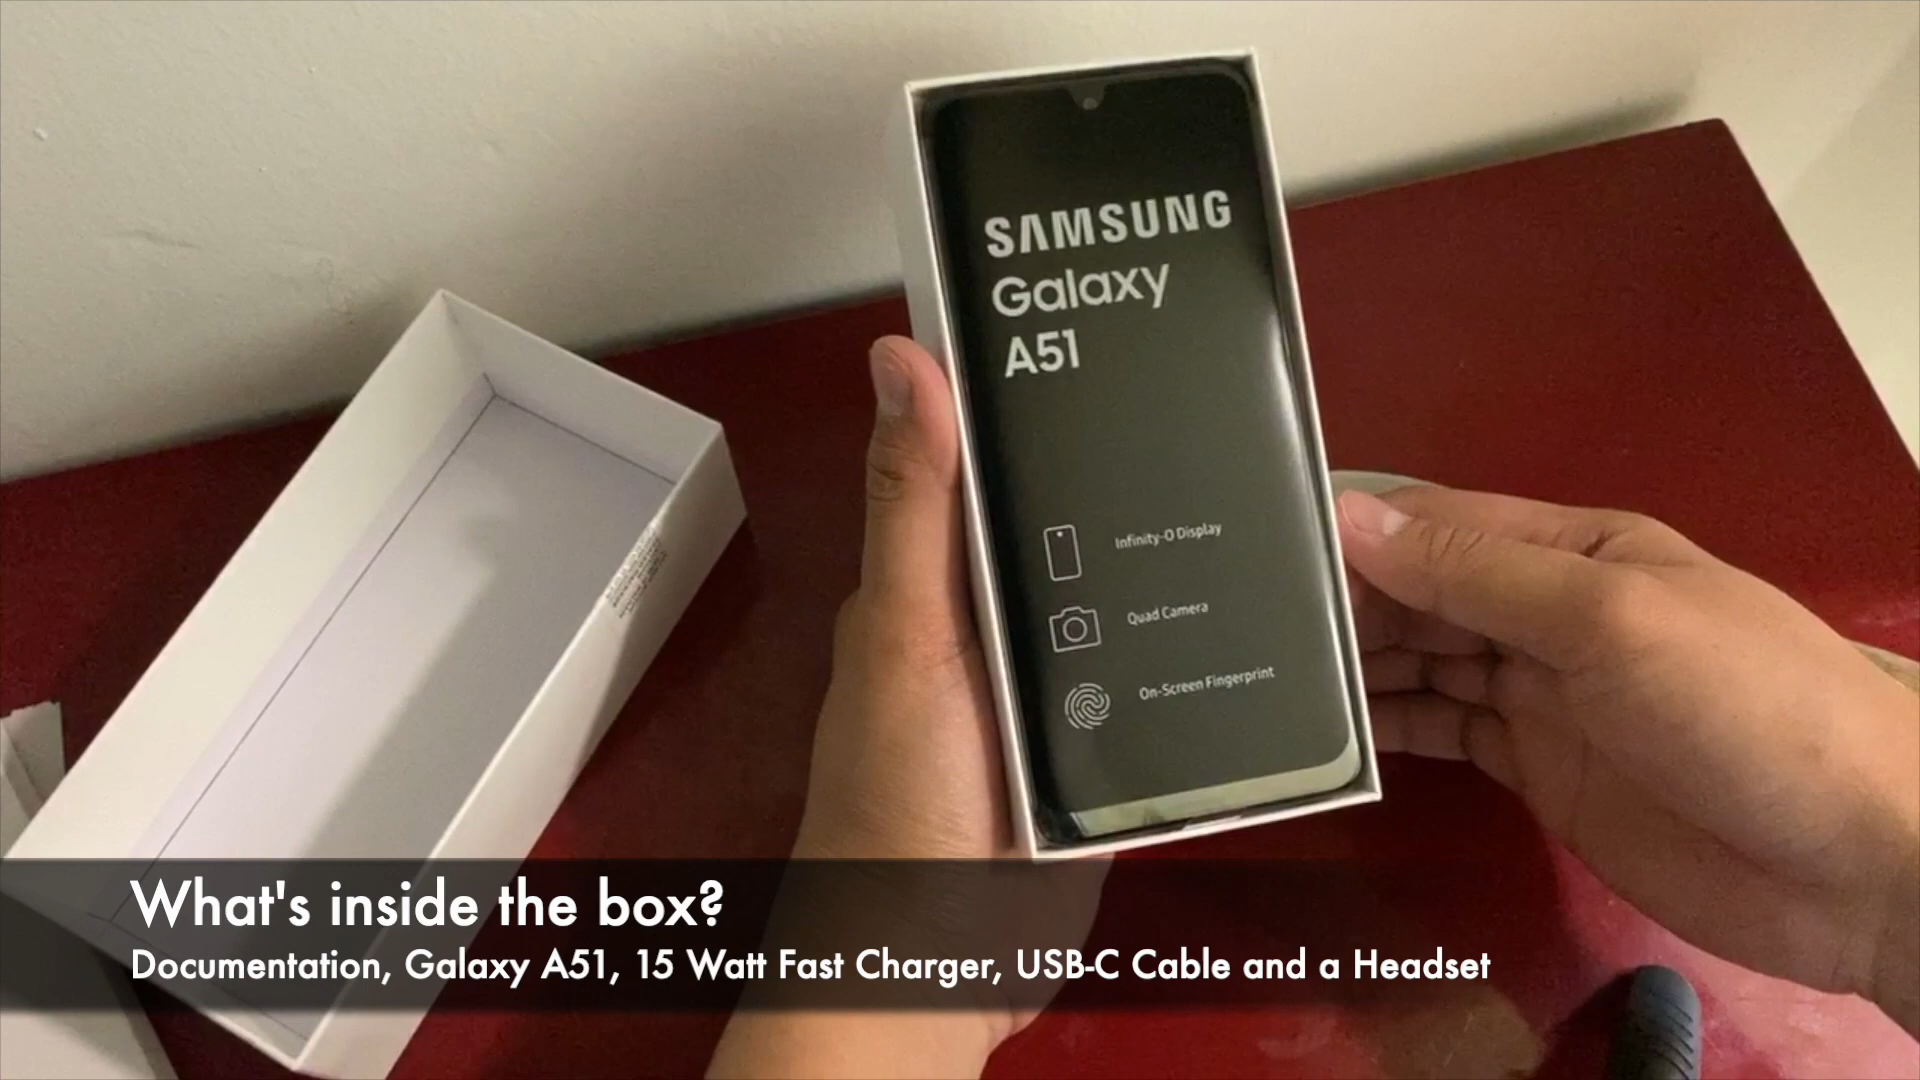 SAMSUNG
Galaxy
A51
Infinity-O Display
Quad Camera
On-Screen Fingerprint
What's inside the box?
Documentation, Galaxy A51, 15 Watt Fast Charger, USB-C Cable and a Headset